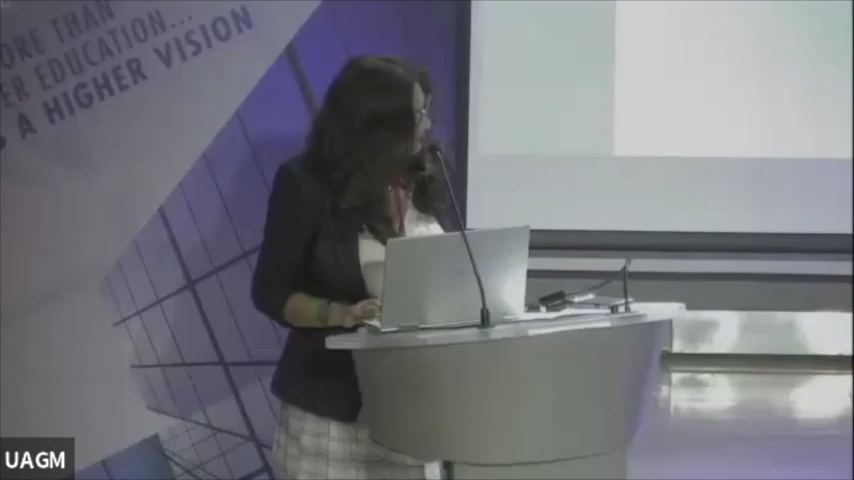 ORE THAN
ER EDUCATION...
A HIGHER VISION
UAGM